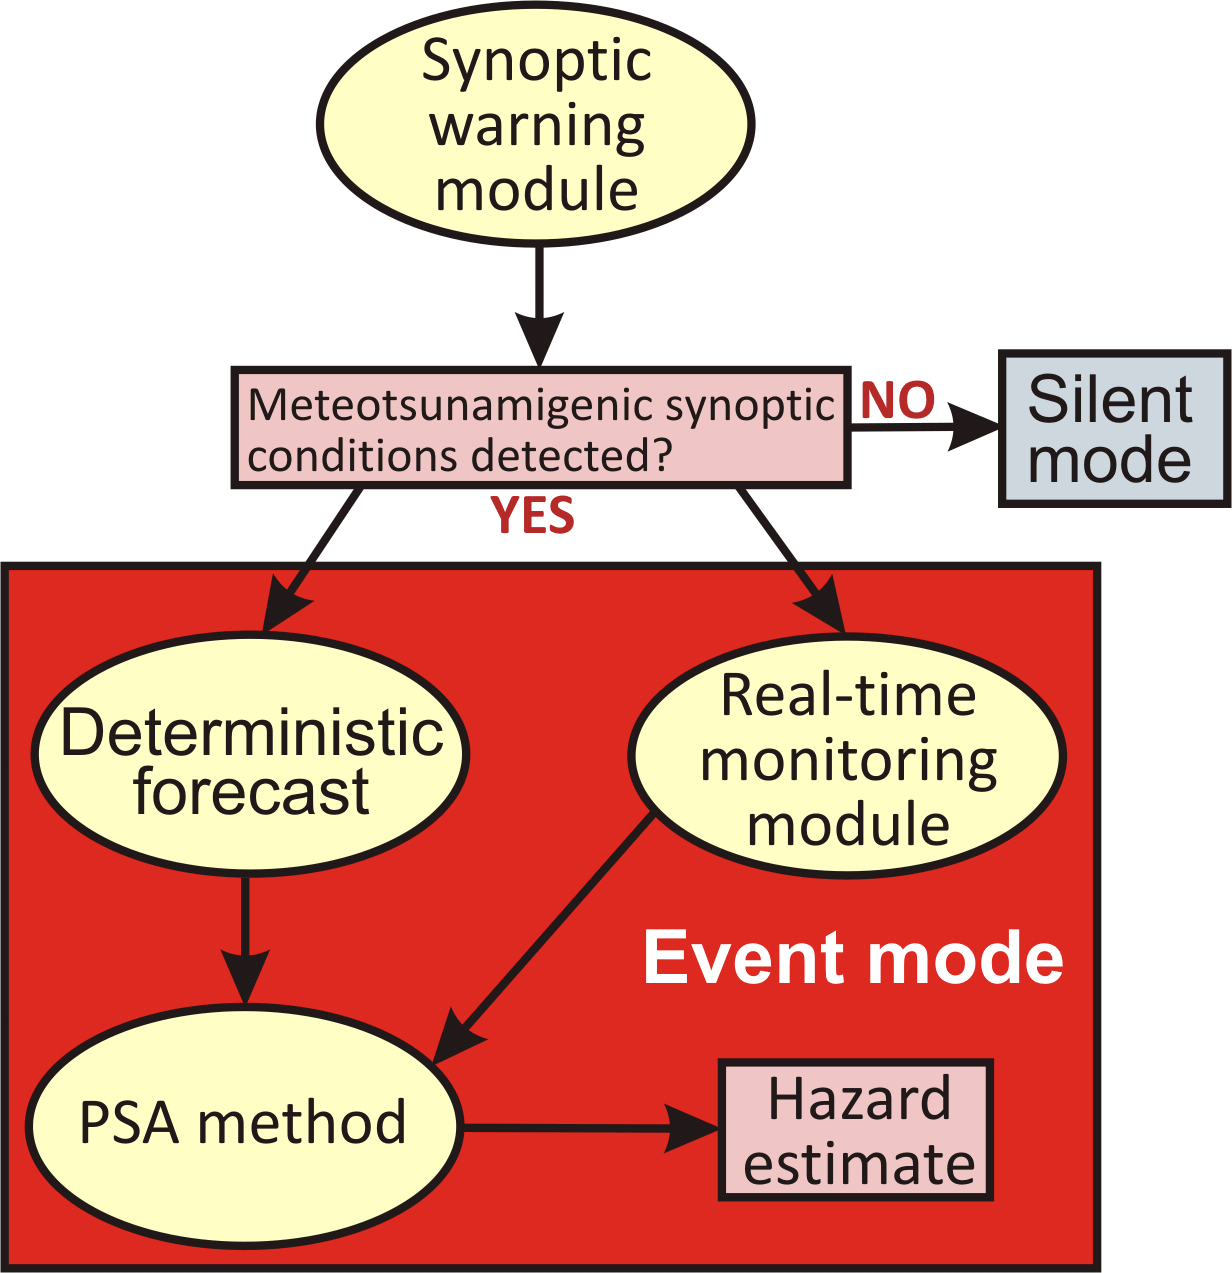 Synoptic
warning
module
Meteotsunamigenic synoptic
conditions detected?
NO
Silent
mode
YES
Deterministic
forecast
Real-time
monitoring
module
Event mode
PSA method
Hazard
estimate